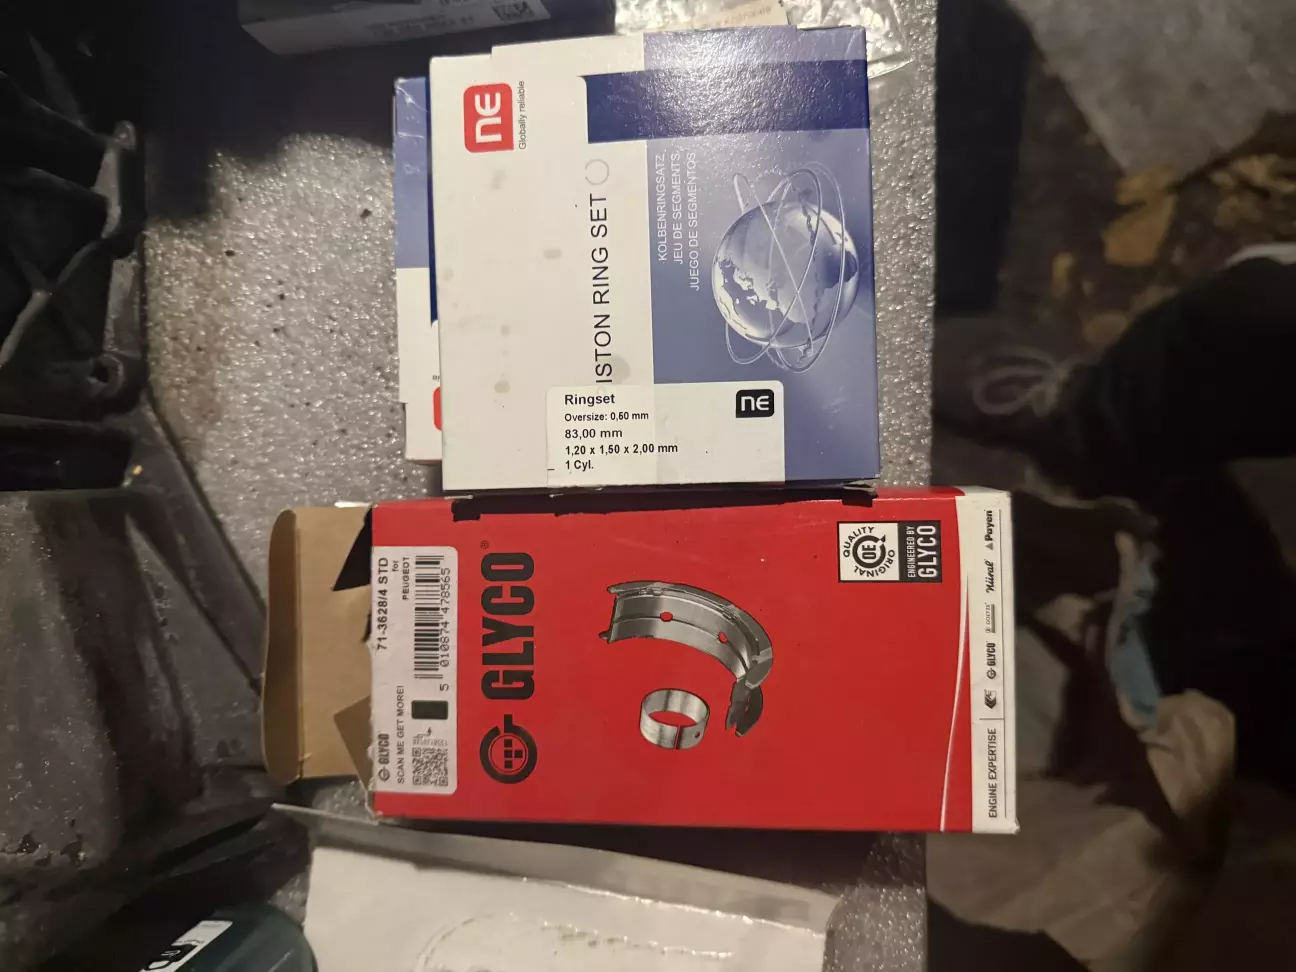 NE
Globally reliable
ISTON RING SET
KOLBENRINGSATZ
JEU DE SEGMENTS
JUEGO DE SEGMENTOS
Ringset
Oversize: 0,60 mm
83,00 mm
1,20 x 1,50 x 2,00 mm
1 Cyl.
NE
71-3628/4 STD
for
PEUGEOT
5 010874 478565
GLYCO
SCAN ME GET MORE!
GLYCO®
QUALITY
OE
ORIGINAL
ENGINEERED BY
GLYCO
ENGINE EXPERTISE
GLYCO
GOETZE
Nüral
Payen